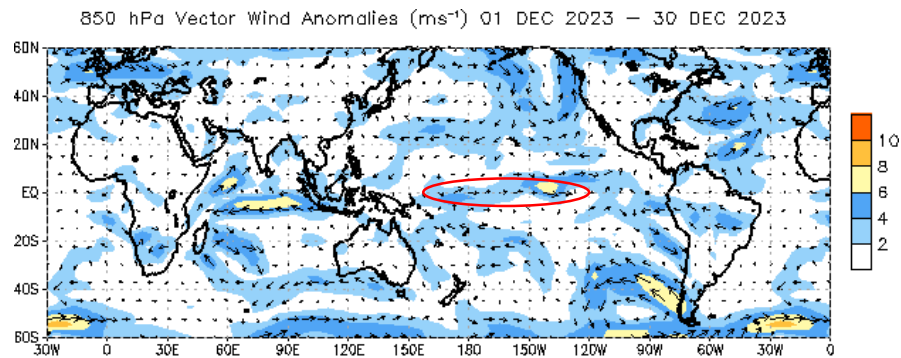 850 hPa Vector Wind Anomalies (ms⁻¹) 01 DEC 2023 – 30 DEC 2023
60N
40N
20N
EQ
20S
40S
60S
30W 0 30E 60E 90E 120E 150E 180 150W 120W 90W 60W 30W 0
10
8
6
4
2